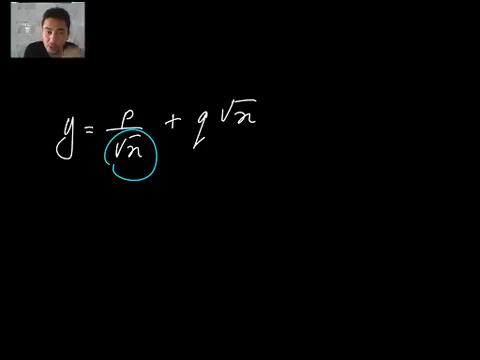 y = p/√x + q √x